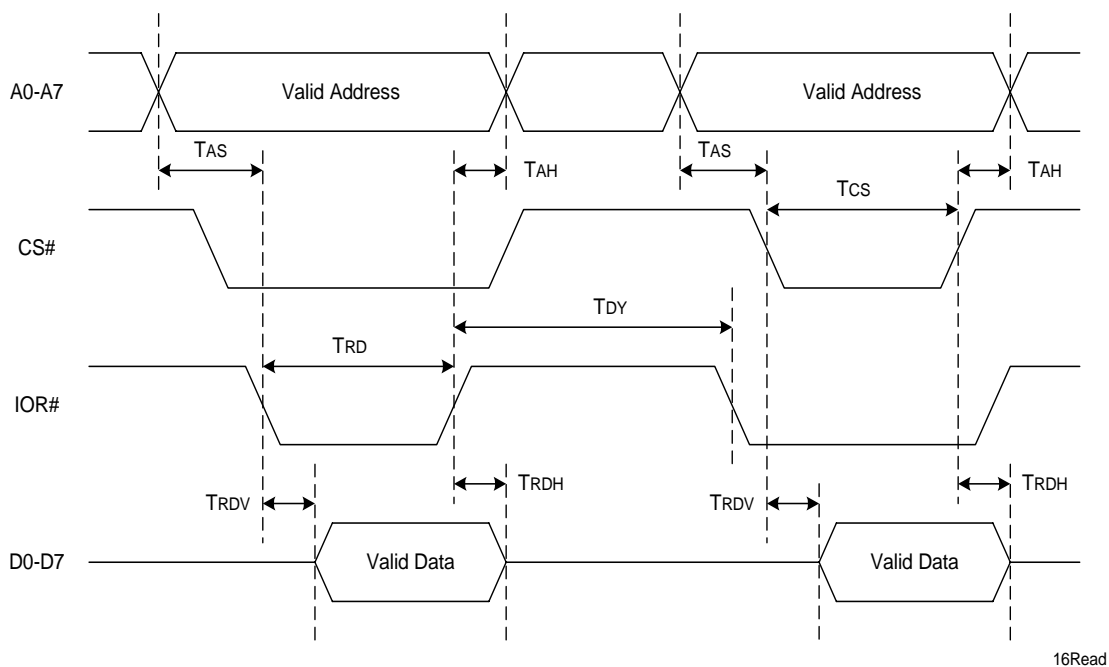 A0-A7
Valid Address
Valid Address
TAS
TAH
TAS
TAH
TCS
CS#
TDY
TRD
IOR#
TRDV
TRDH
TRDV
TRDH
D0-D7
Valid Data
Valid Data
16Read